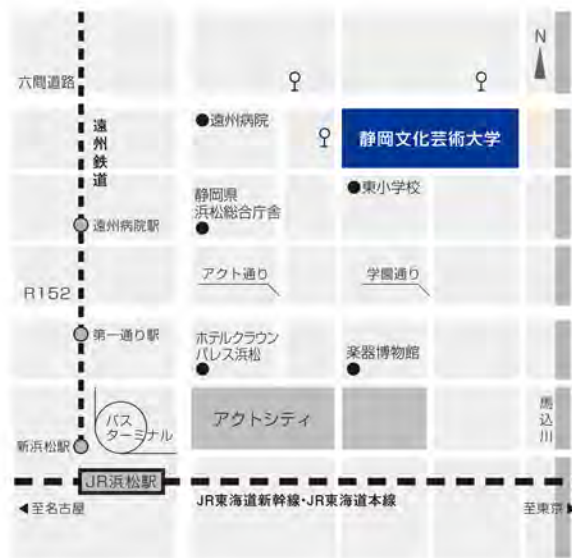 N
六間道路
遠州鉄道
●遠州病院
静岡文化芸術大学
静岡県
浜松総合庁舎
●東小学校
遠州病院駅
アクト通り
学園通り
R152
第一通り駅
ホテルクラウン
パレス浜松
楽器博物館
バス
ターミナル
アクトシティ
馬込川
新浜松駅
JR浜松駅
JR東海道新幹線・JR東海道本線
◀至名古屋
至東京▶